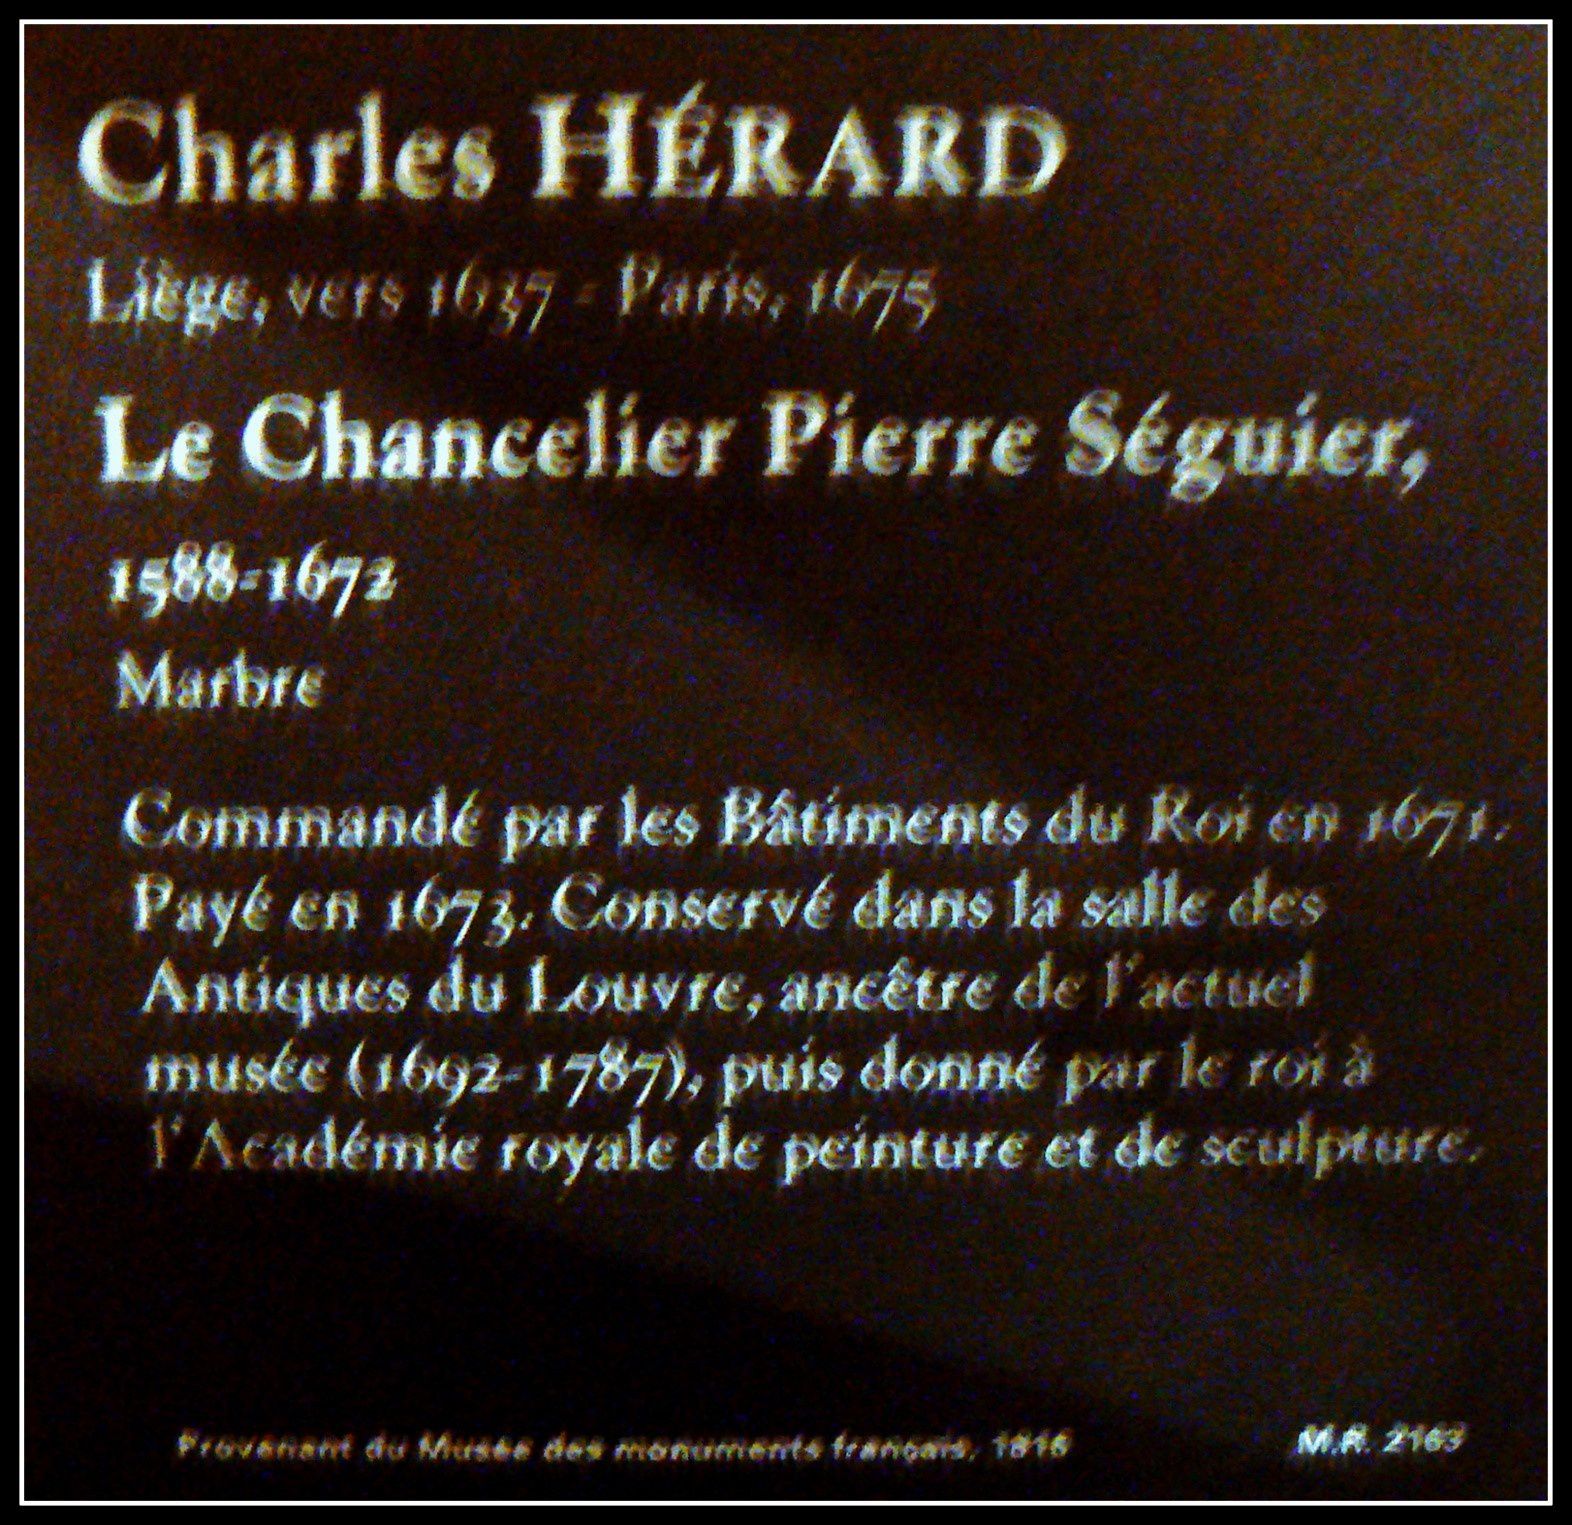 Charles HÉRARD
Liège, vers 1637 - Paris, 1675
Le Chancelier Pierre Séguier,
1588-1672
Marbre
Commandé par les Bâtiments du Roi en 1671.
Payé en 1673. Conservé dans la salle des
Antiques du Louvre, ancêtre de l'actuel
musée (1692-1787), puis donné par le roi à
l'Académie royale de peinture et de sculpture.
Provenant du Musée des monuments français, 1818
M.R. 2163